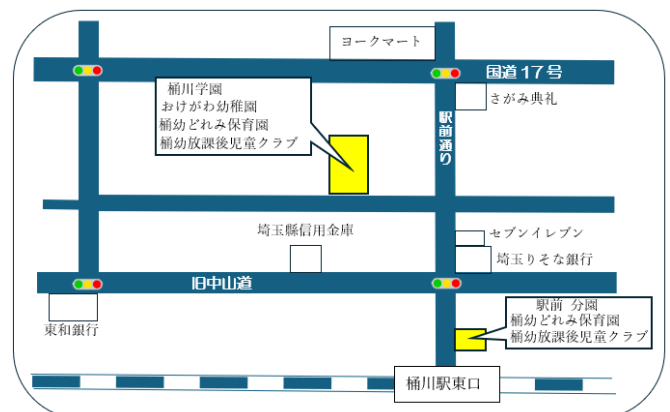 ヨークマート
国道17号
桶川学園
おけがわ幼稚園
桶幼どれみ保育園
桶幼放課後児童クラブ
さがみ典礼
駅前通り
埼玉縣信用金庫
セブンイレブン
埼玉りそな銀行
旧中山道
東和銀行
駅前 分園
桶幼どれみ保育園
桶幼放課後児童クラブ
桶川駅東口